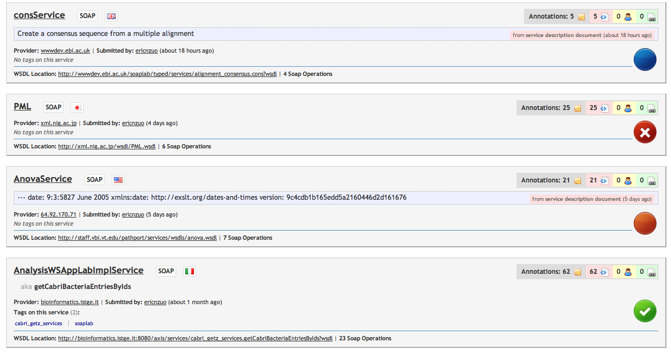 consService SOAP Annotations: 5 5 0 0
Create a consensus sequence from a multiple alignment from service description document (about 18 hours ago)
Provider: wwwdev.ebi.ac.uk | Submitted by: ericnzuo (about 18 hours ago)
No tags on this service
WSDL Location: http://wwwdev.ebi.ac.uk/soaplab/typed/services/alignment_consensus.cons?wsdl | 4 Soap Operations
PML SOAP Annotations: 25 25 0 0
Provider: xml.nig.ac.jp | Submitted by: ericnzuo (4 days ago)
No tags on this service
WSDL Location: http://xml.nig.ac.jp/wsdl/PML.wsdl | 6 Soap Operations
AnovaService SOAP Annotations: 21 21 0 0
--- date: 9:3:5827 June 2005 xmlns:date: http://exslt.org/dates-and-times version: 9c4cdb1b165edd5a2160446d2d161676 from service description document (5 days ago)
Provider: 64.92.170.71 | Submitted by: ericnzuo (5 days ago)
No tags on this service
WSDL Location: http://staff.vbi.vt.edu/pathport/services/wsdls/anova.wsdl | 7 Soap Operations
AnalysisWSAppLabImplService SOAP Annotations: 62 62 0 0
aka getCabriBacteriaEntriesByIds
Provider: bioinformatics.istge.it | Submitted by: ericnzuo (about 1 month ago)
Tags on this service (2):
cabri_getz_services | soaplab
WSDL Location: http://bioinformatics.istge.it:8080/axis/services/cabri_getz_services.getCabriBacteriaEntriesByIds?wsdl | 23 Soap Operations